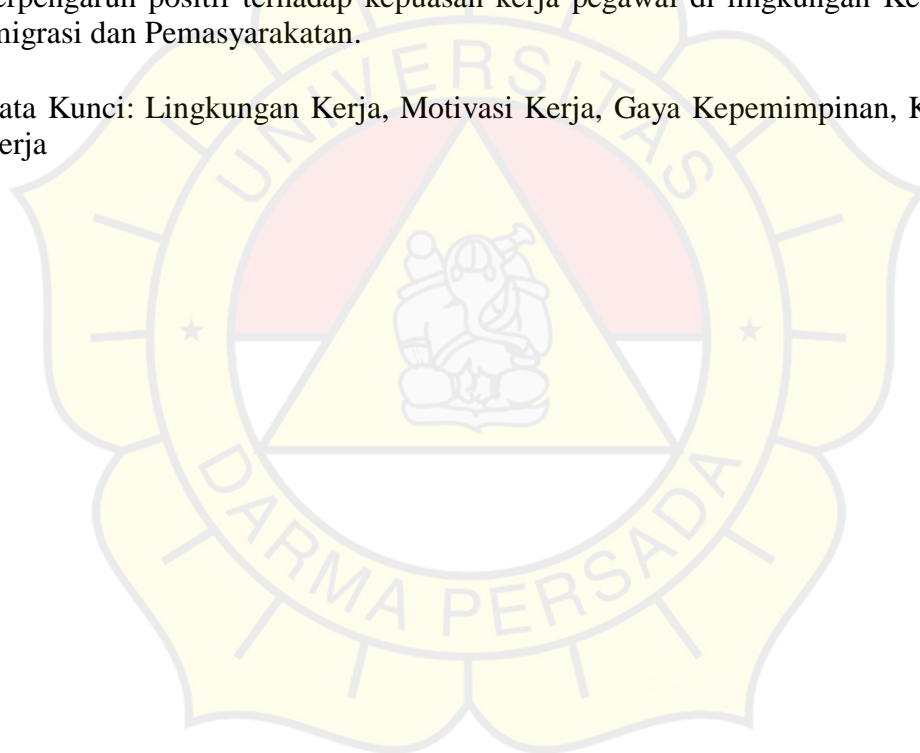 erpengaruh positif terhadap kepuasan kerja pegawai di lingkungan Ke
migrasi dan Pemasyarakatan.
ata Kunci: Lingkungan Kerja, Motivasi Kerja, Gaya Kepemimpinan, K
erja
UNIVERSITAS
DARMA PERSADA